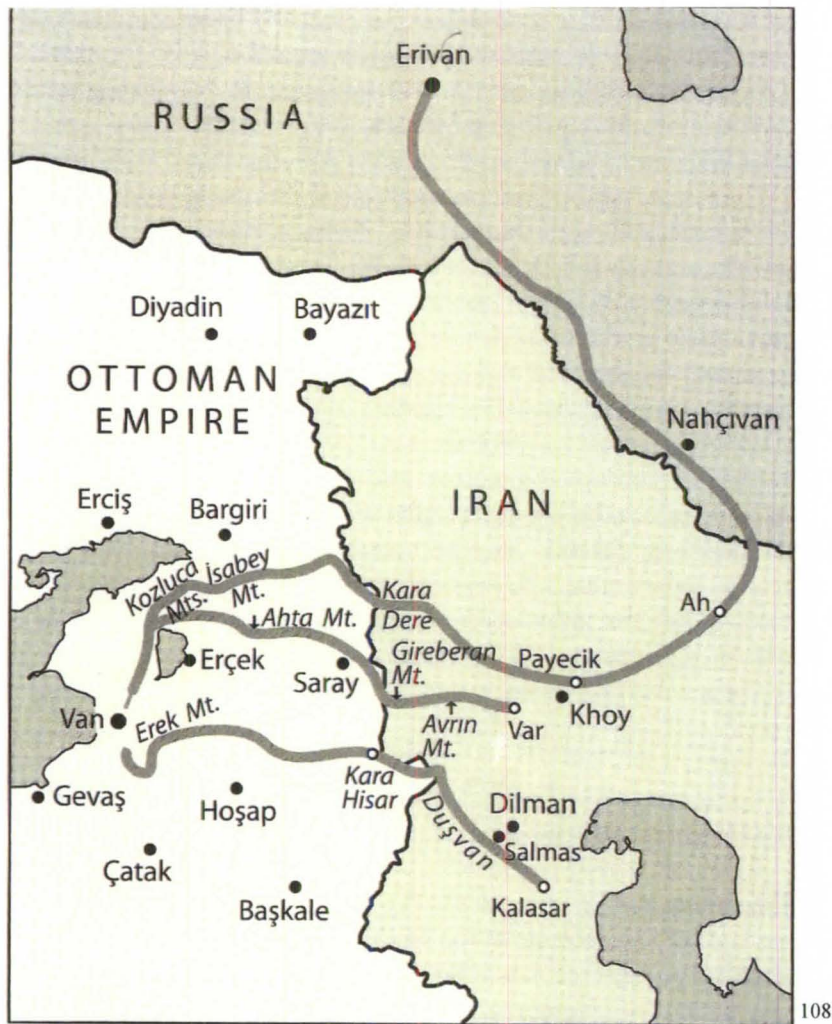 Erivan
RUSSIA
Diyadin
Bayazıt
OTTOMAN
EMPIRE
Nahçıvan
IRAN
Erciş
Bargiri
Kozluca
Mts.
İsabey
Mt.
Kara
Dere
Ah
Ahta Mt.
Gireberan
Mt.
Payecik
Erçek
Saray
Khoy
Van
Erek Mt.
Avrın
Mt.
Var
Kara
Hisar
Gevaş
Hoşap
Duşvan
Dilman
Salmas
Çatak
Başkale
Kalasar
108